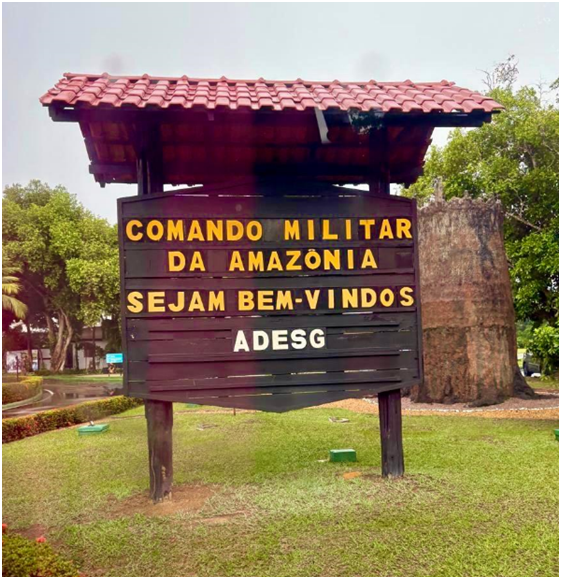 COMANDO MILITAR
DA AMAZÔNIA
SEJAM BEM-VINDOS
ADESG